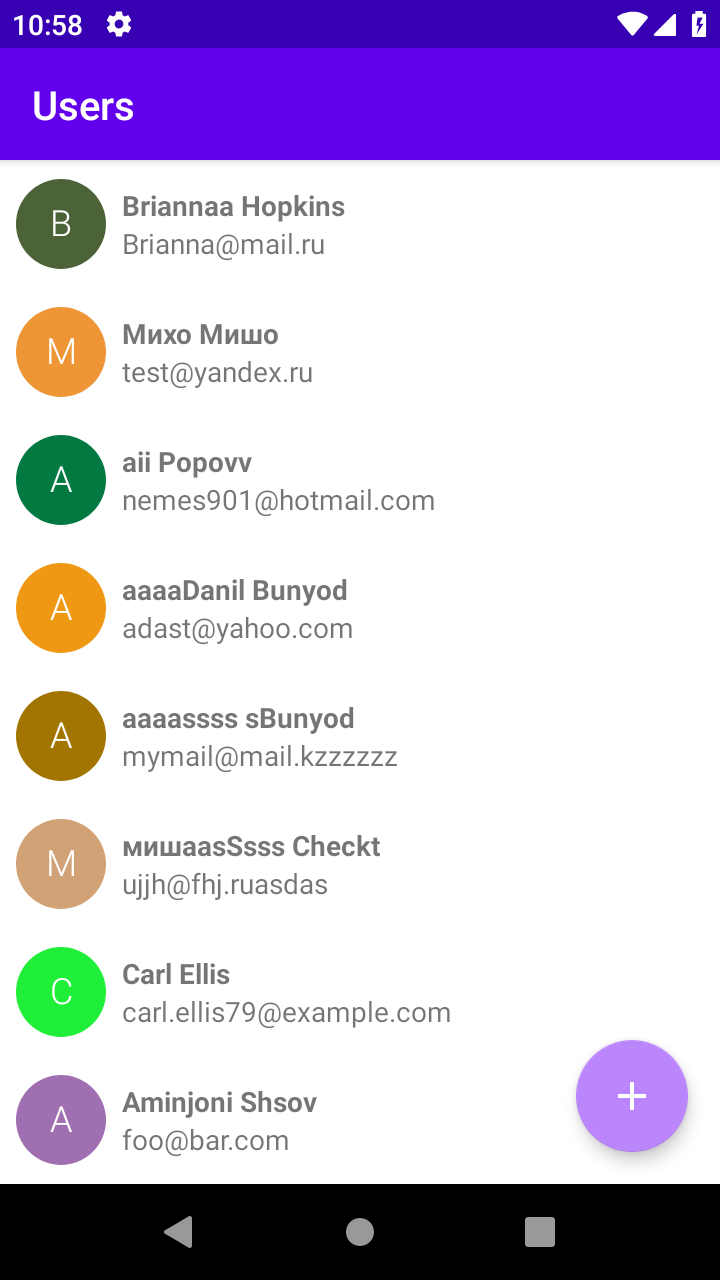 10:58
Users
B
Briannaa Hopkins
Brianna@mail.ru
M
Михо Мишо
test@yandex.ru
A
aii Popovv
nemes901@hotmail.com
A
aaaaDanil Bunyod
adast@yahoo.com
A
aaaassss sBunyod
mymail@mail.kzzzzzz
М
мишааsSsss Checkt
ujjh@fhj.ruasdas
C
Carl Ellis
carl.ellis79@example.com
A
Aminjoni Shsov
foo@bar.com